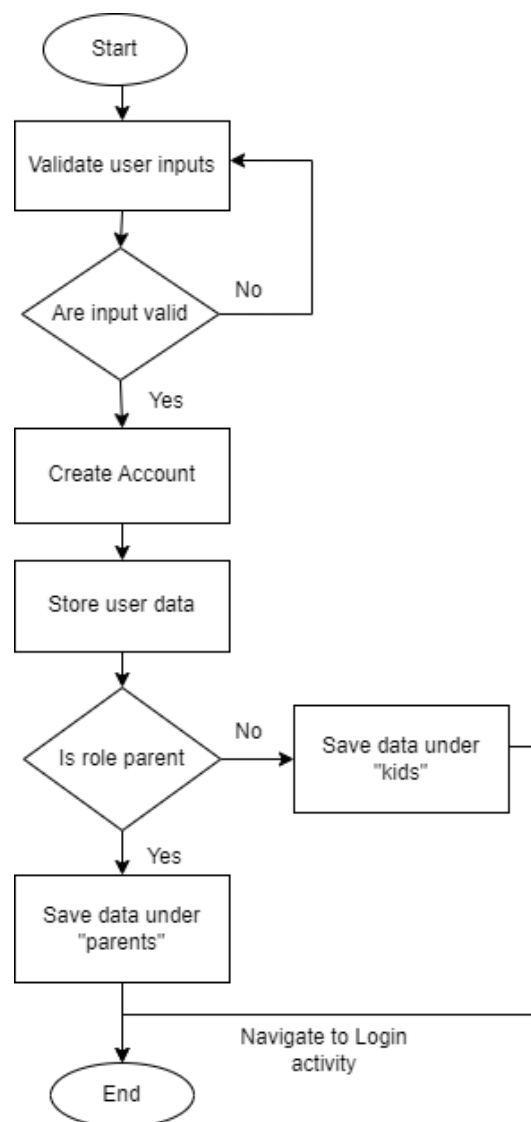 Start
Validate user inputs
No
Are input valid
Yes
Create Account
Store user data
No
Is role parent
Save data under
"kids"
Yes
Save data under
"parents"
Navigate to Login
activity
End